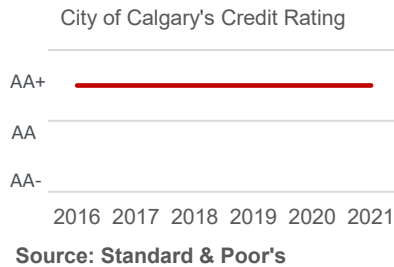 City of Calgary's Credit Rating
AA+
AA
AA-
2016 2017 2018 2019 2020 2021
Source: Standard & Poor's